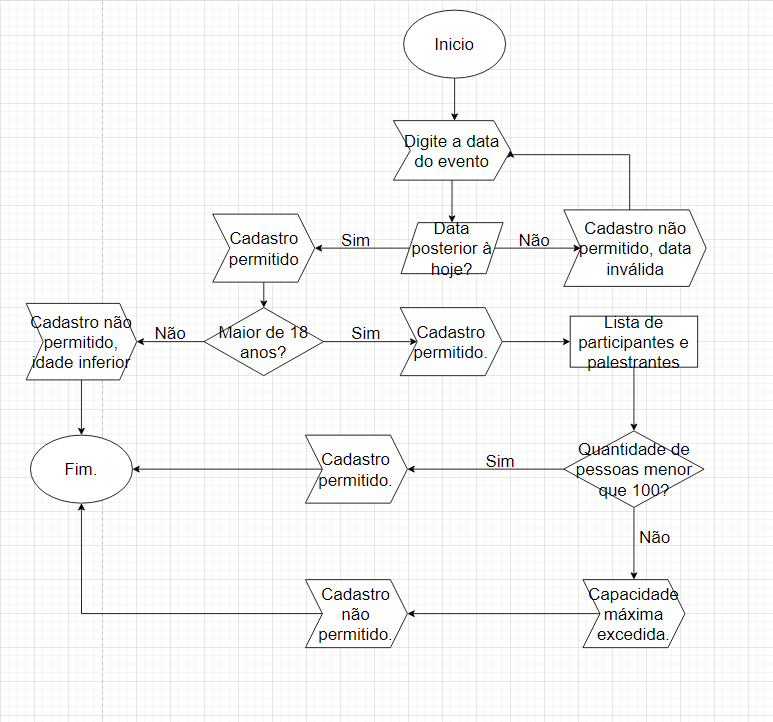 Inicio
Digite a data
do evento
Data
posterior à
hoje?
Sim
Não
Cadastro
permitido
Cadastro não
permitido, data
inválida
Maior de 18
anos?
Não
Sim
Cadastro não
permitido,
idade inferior
Cadastro
permitido.
Lista de
participantes e
palestrantes
Quantidade de
pessoas menor
que 100?
Sim
Cadastro
permitido.
Fim.
Não
Capacidade
máxima
excedida.
Cadastro
não
permitido.